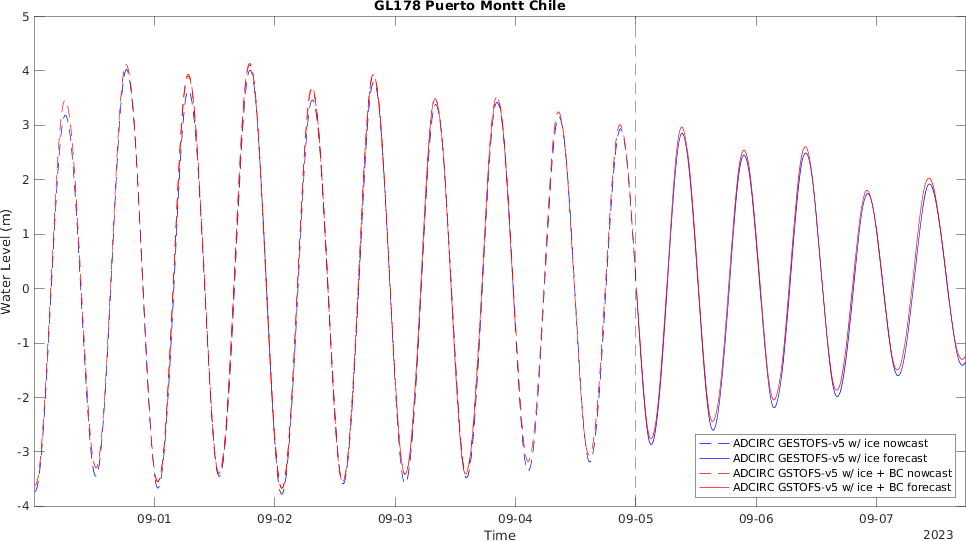 GL178 Puerto Montt Chile
Water Level (m)
5
4
3
2
1
0
-1
-2
-3
-4
09-01
09-02
09-03
09-04
09-05
09-06
09-07
Time
2023
ADCIRC GESTOFS-v5 w/ ice nowcast
ADCIRC GESTOFS-v5 w/ ice forecast
ADCIRC GSTOFS-v5 w/ ice + BC nowcast
ADCIRC GSTOFS-v5 w/ ice + BC forecast